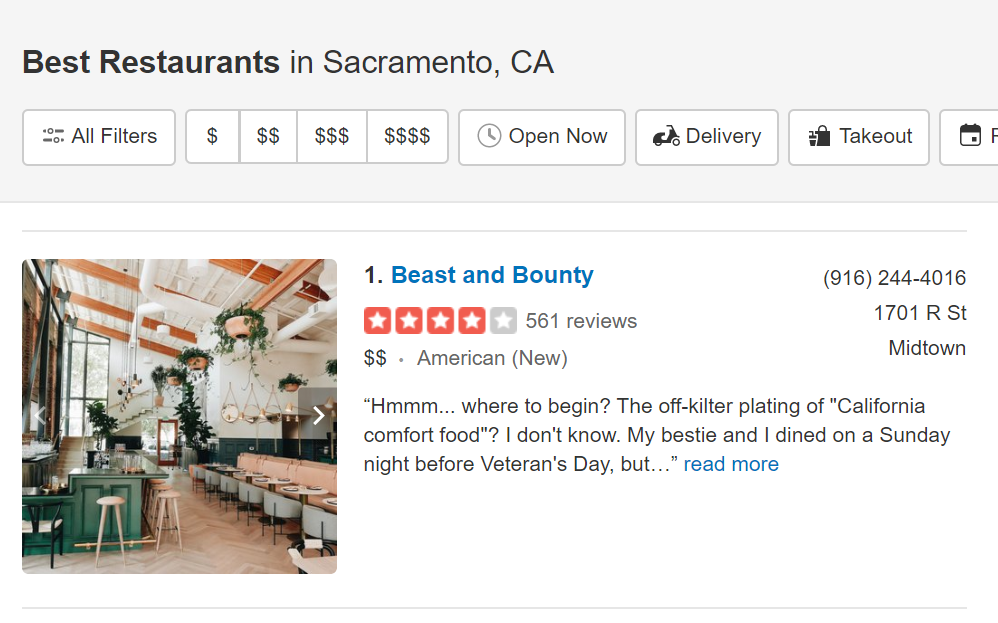 Best Restaurants in Sacramento, CA
All Filters $ $$ $$$ $$$$ Open Now Delivery Takeout
1. Beast and Bounty
(916) 244-4016
561 reviews
1701 R St
$$ • American (New)
Midtown
“Hmmm... where to begin? The off-kilter plating of "California
comfort food"? I don't know. My bestie and I dined on a Sunday
night before Veteran's Day, but…” read more